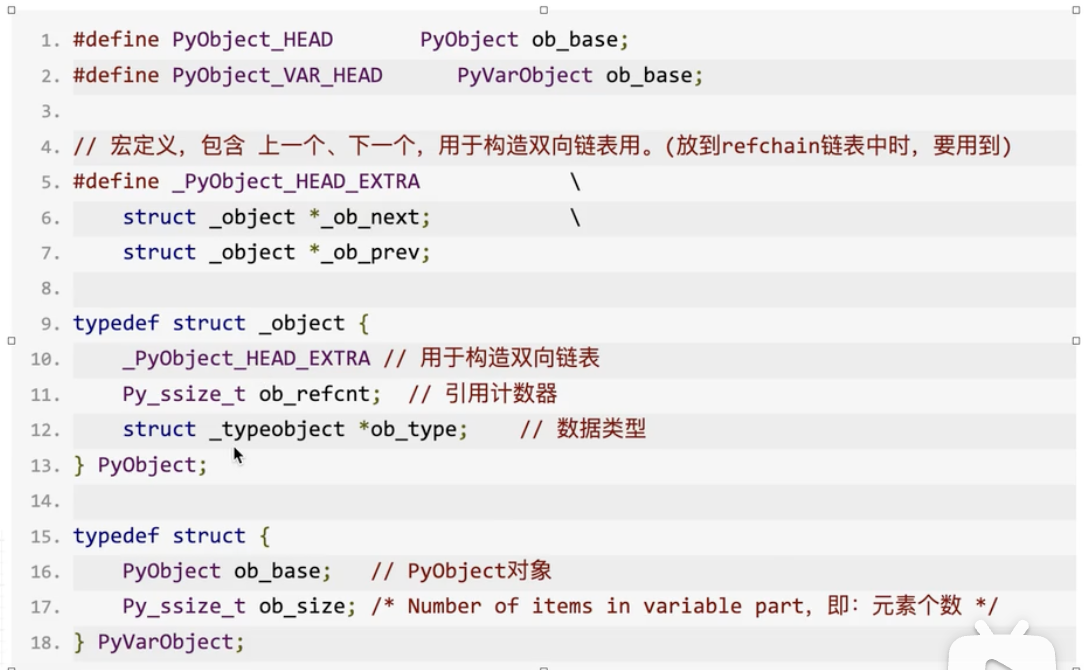 1. #define PyObject_HEAD PyObject ob_base;
2. #define PyObject_VAR_HEAD PyVarObject ob_base;
3.
4. // 宏定义，包含 上一个、下一个，用于构造双向链表用。(放到refchain链表中时，要用到)
5. #define _PyObject_HEAD_EXTRA \
6. struct _object *_ob_next; \
7. struct _object *_ob_prev;
8.
9. typedef struct _object {
10. _PyObject_HEAD_EXTRA // 用于构造双向链表
11. Py_ssize_t ob_refcnt; // 引用计数器
12. struct _typeobject *ob_type; // 数据类型
13. } PyObject;
14.
15. typedef struct {
16. PyObject ob_base; // PyObject对象
17. Py_ssize_t ob_size; /* Number of items in variable part，即：元素个数 */
18. } PyVarObject;